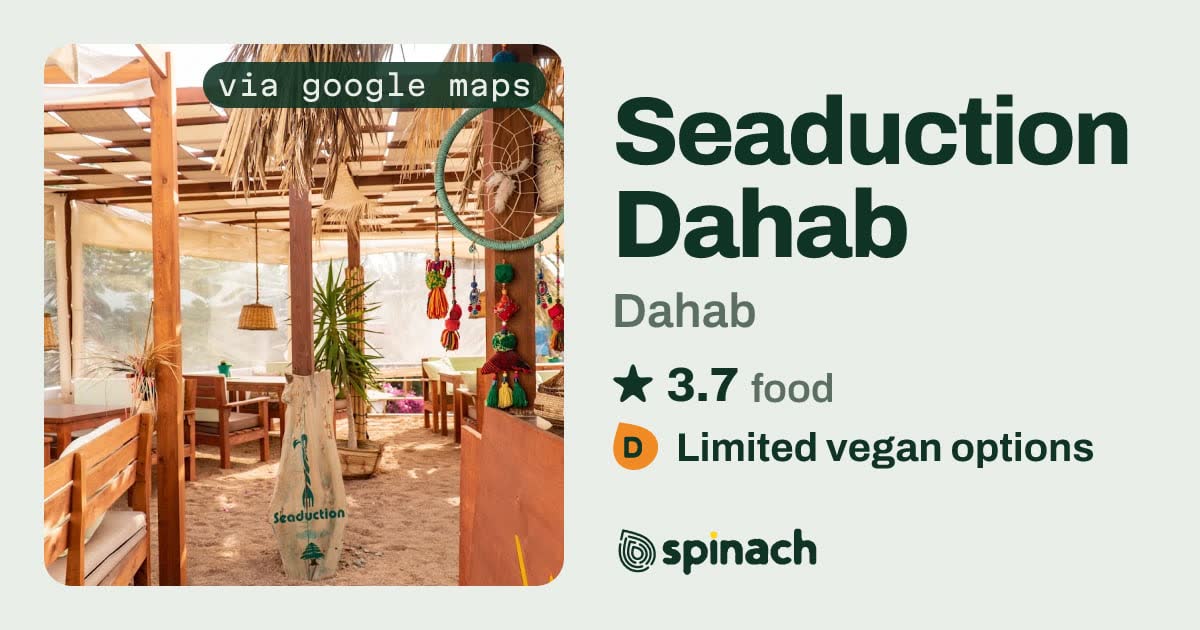 via google maps
Seaduction
Dahab
Dahab
★ 3.7 food
D Limited vegan options
Seaduction
spinach